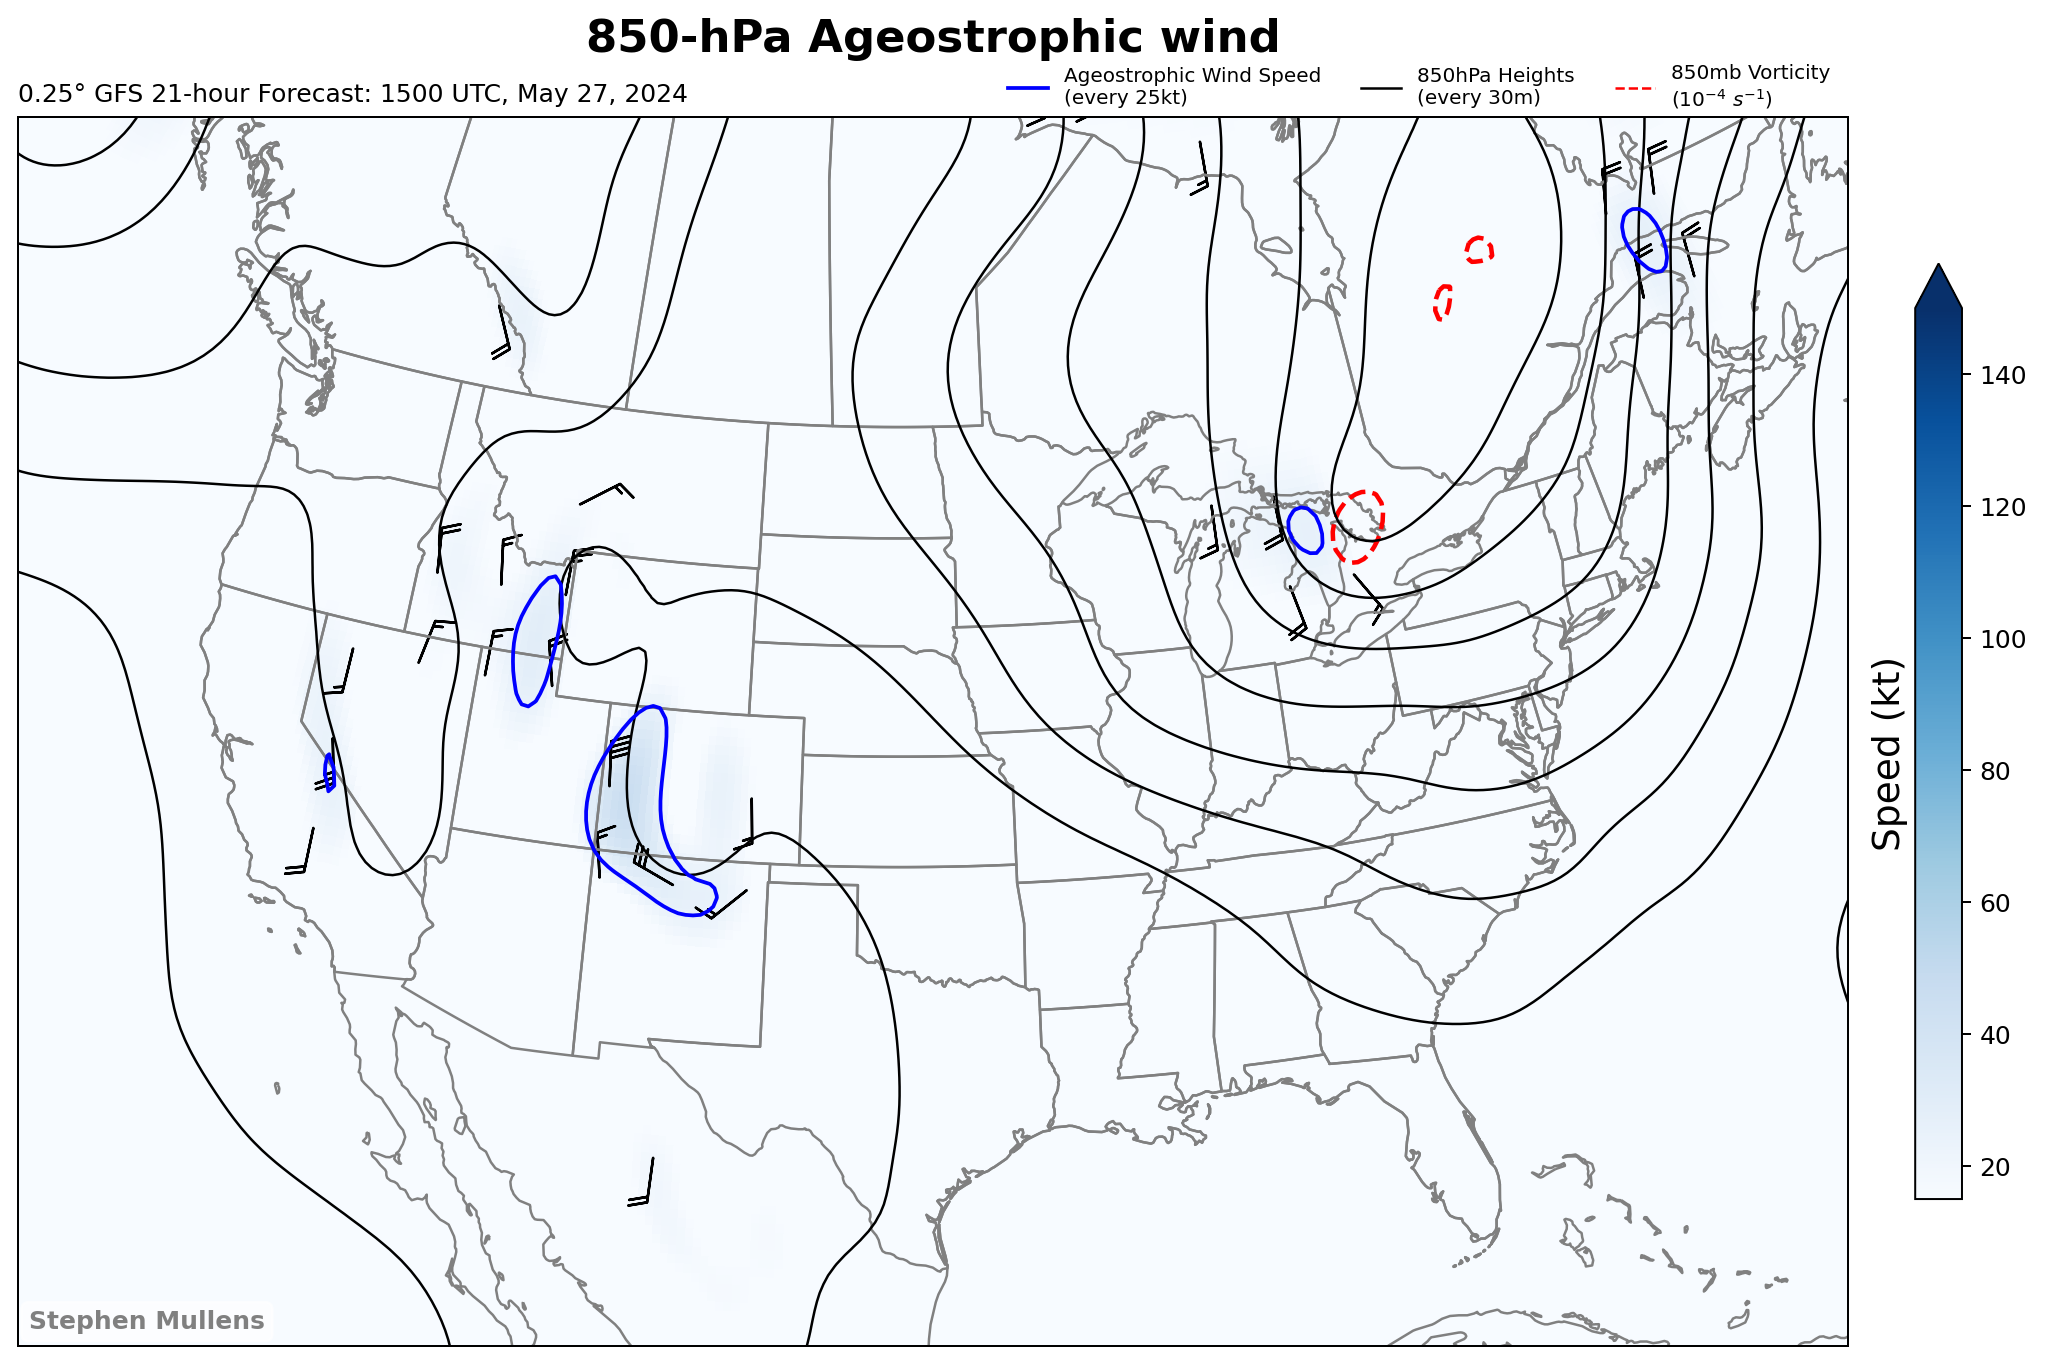 850-hPa Ageostrophic wind
0.25° GFS 21-hour Forecast: 1500 UTC, May 27, 2024
Ageostrophic Wind Speed
(every 25kt)
850hPa Heights
(every 30m)
850mb Vorticity
(10⁻⁴ s⁻¹)
140
120
100
80
60
40
20
Speed (kt)
Stephen Mullens